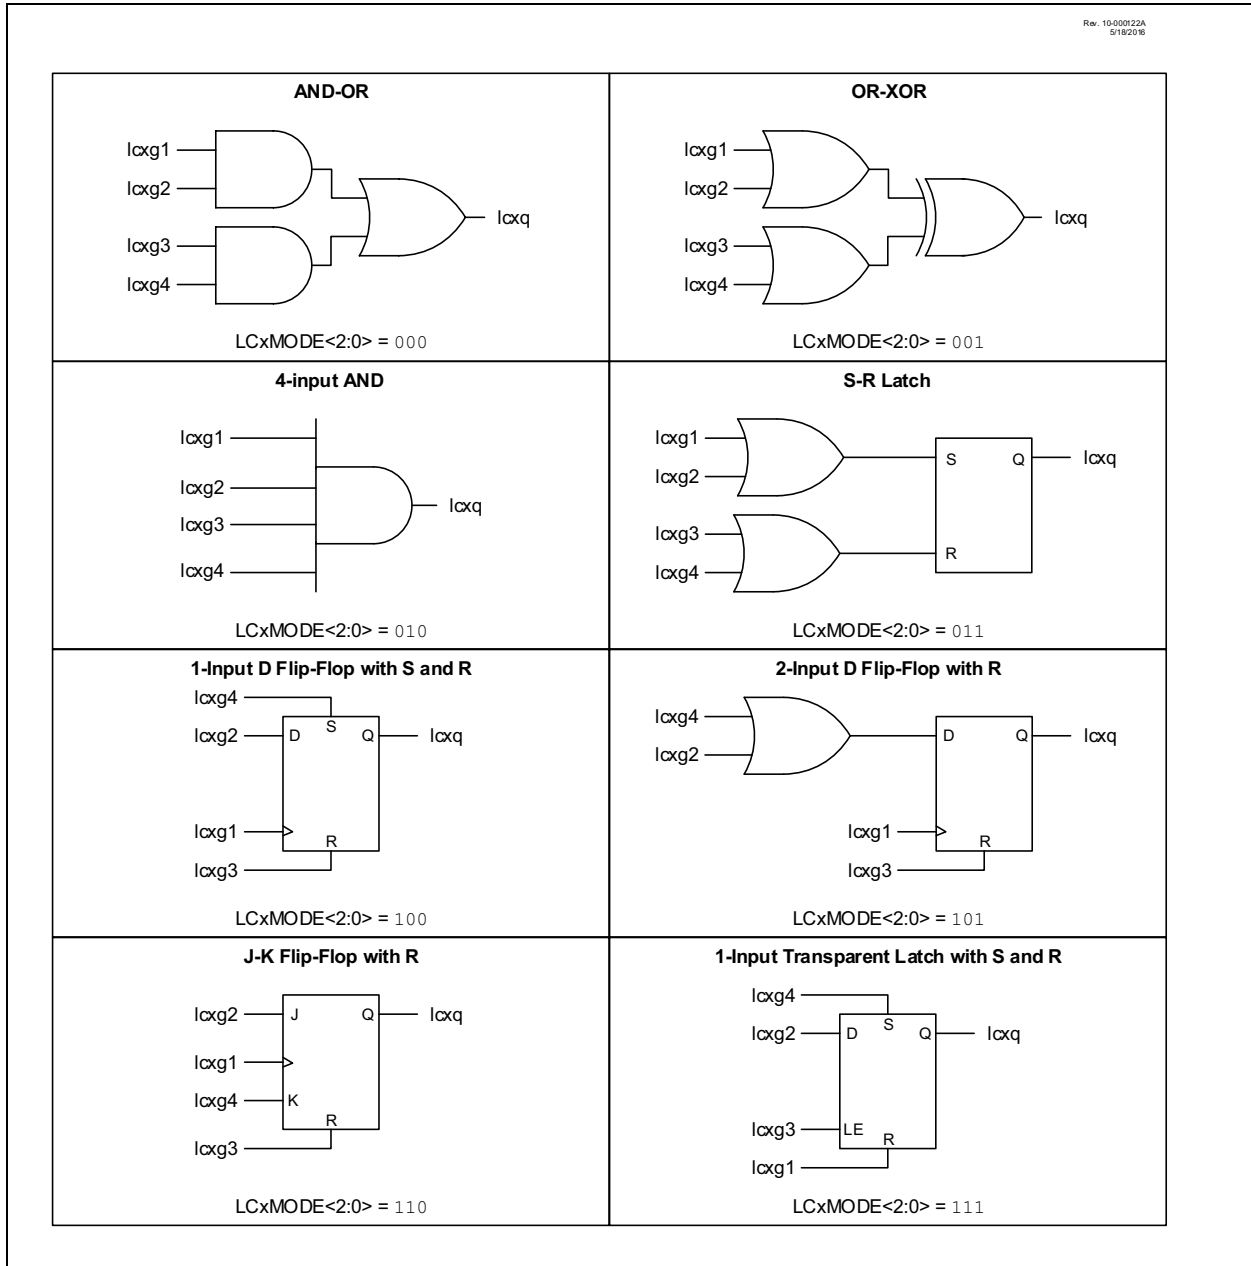 Rev. 10-000122A
5/18/2016
AND-OR
lcxg1
lcxg2
lcxg3
lcxg4
lcxq
LCxMODE<2:0> = 000
OR-XOR
lcxg1
lcxg2
lcxg3
lcxg4
lcxq
LCxMODE<2:0> = 001
4-input AND
lcxg1
lcxg2
lcxg3
lcxg4
lcxq
LCxMODE<2:0> = 010
S-R Latch
lcxg1
lcxg2
lcxg3
lcxg4
S Q
R
lcxq
LCxMODE<2:0> = 011
1-Input D Flip-Flop with S and R
lcxg4
lcxg2
D S Q
lcxq
lcxg1
R
lcxg3
LCxMODE<2:0> = 100
2-Input D Flip-Flop with R
lcxg4
lcxg2
D Q
lcxq
lcxg1
R
lcxg3
LCxMODE<2:0> = 101
J-K Flip-Flop with R
lcxg2
J Q
lcxq
lcxg1
lcxg4
K
R
lcxg3
LCxMODE<2:0> = 110
1-Input Transparent Latch with S and R
lcxg4
lcxg2
D S Q
lcxq
lcxg3
LE
R
lcxg1
LCxMODE<2:0> = 111